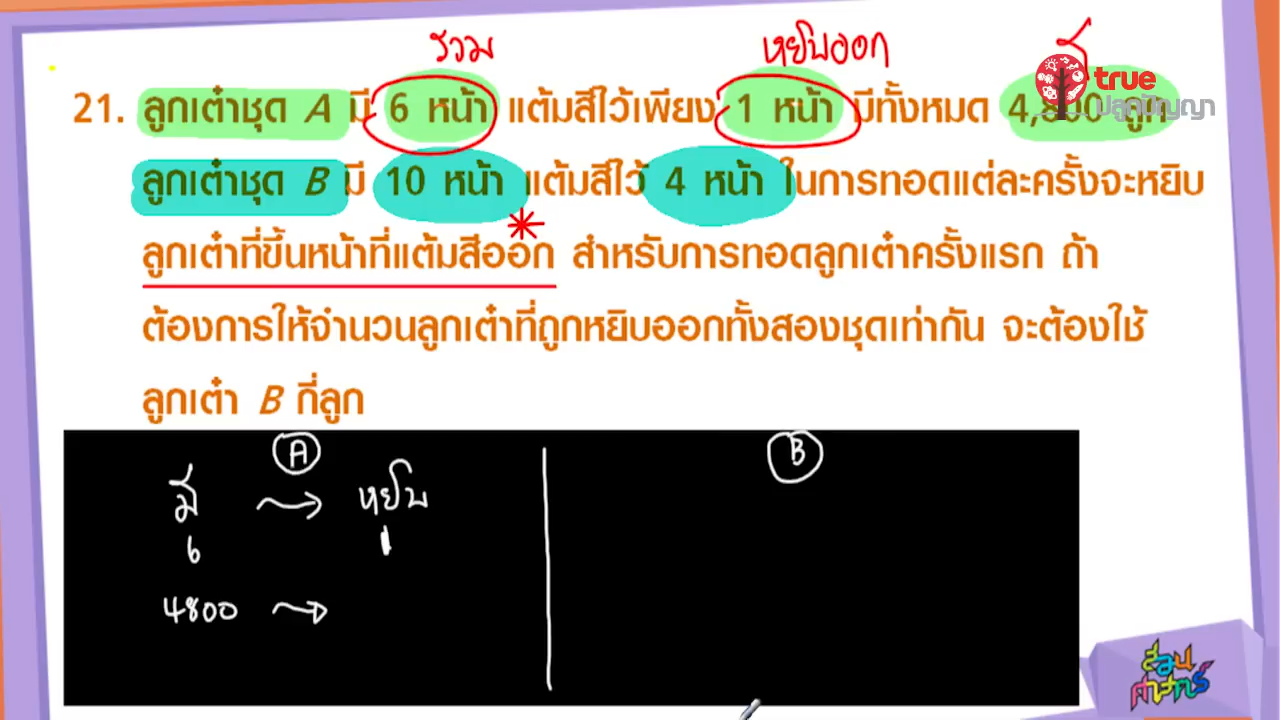 รวม หยิบออก มี
true
ปลูกปัญญา
21. ลูกเต๋าชุด A มี 6 หน้า แต้มสีไว้เพียง 1 หน้า มีทั้งหมด 4,800 ลูก
ลูกเต๋าชุด B มี 10 หน้า แต้มสีไว้ 4 หน้า ในการทอดแต่ละครั้งจะหยิบ
ลูกเต๋าที่ขึ้นหน้าที่แต้มสีออก สำหรับการทอดลูกเต๋าครั้งแรก ถ้า
ต้องการให้จำนวนลูกเต๋าที่ถูกหยิบออกทั้งสองชุดเท่ากัน จะต้องใช้
ลูกเต๋า B กี่ลูก
A B
มี → หยิบ
6 1
4800 →
สอน
ศาสตร์